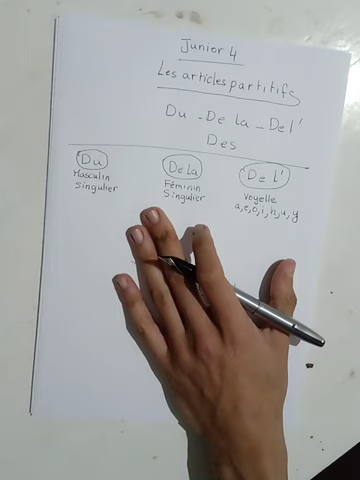 Junior 4
Les articles partitifs
Du - De La - De l'
Des
Du
Masculin
Singulier
De La
Féminin
Singulier
De l'
Voyelle
a, e, o, i, h, u, y